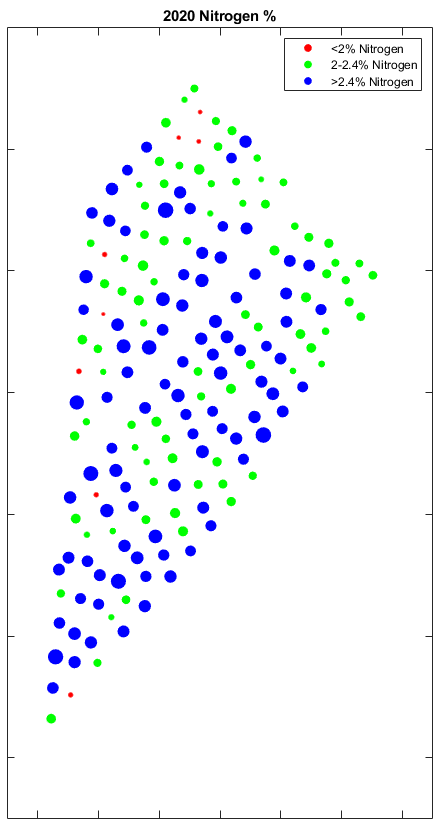 2020 Nitrogen %
<2% Nitrogen
2-2.4% Nitrogen
>2.4% Nitrogen